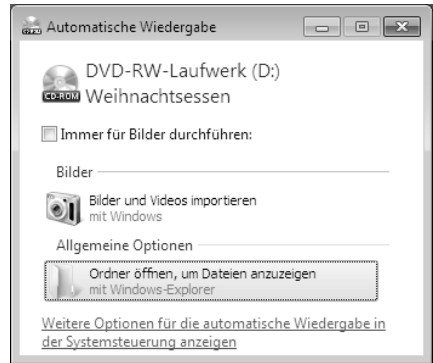 Automatische Wiedergabe
DVD-RW-Laufwerk (D:)
CD-ROM
Weihnachtsessen
Immer für Bilder durchführen:
Bilder
Bilder und Videos importieren
mit Windows
Allgemeine Optionen
Ordner öffnen, um Dateien anzuzeigen
mit Windows-Explorer
Weitere Optionen für die automatische Wiedergabe in
der Systemsteuerung anzeigen